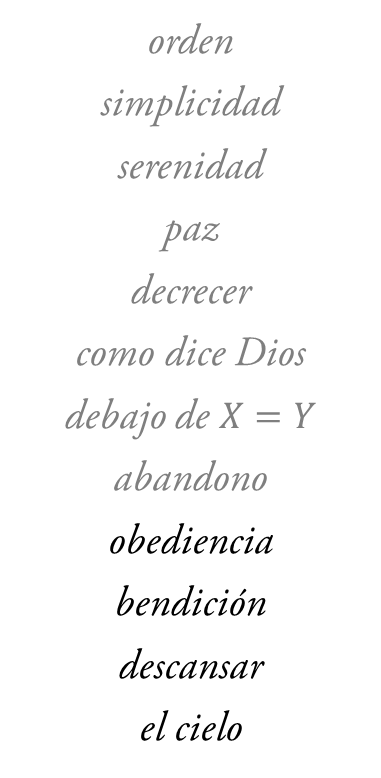 orden
simplicidad
serenidad
paz
decrecer
como dice Dios
debajo de X = Y
abandono
obediencia
bendición
descansar
el cielo